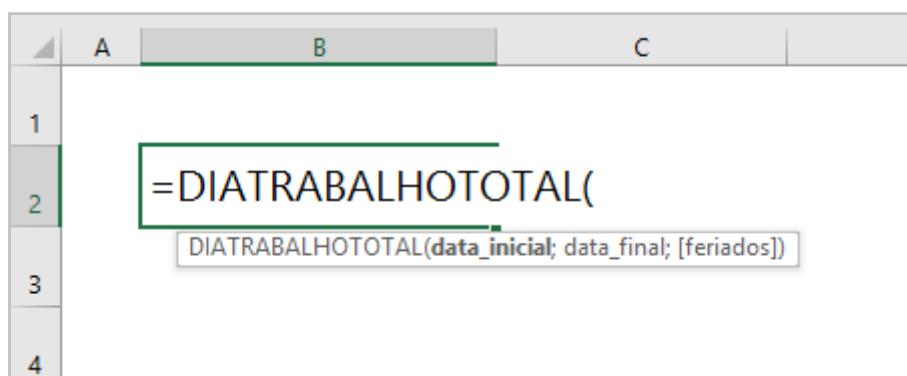 A B C
1
2 =DIATRABALHOTOTAL(
DIATRABALHOTOTAL(data_inicial; data_final; [feriados])
3
4